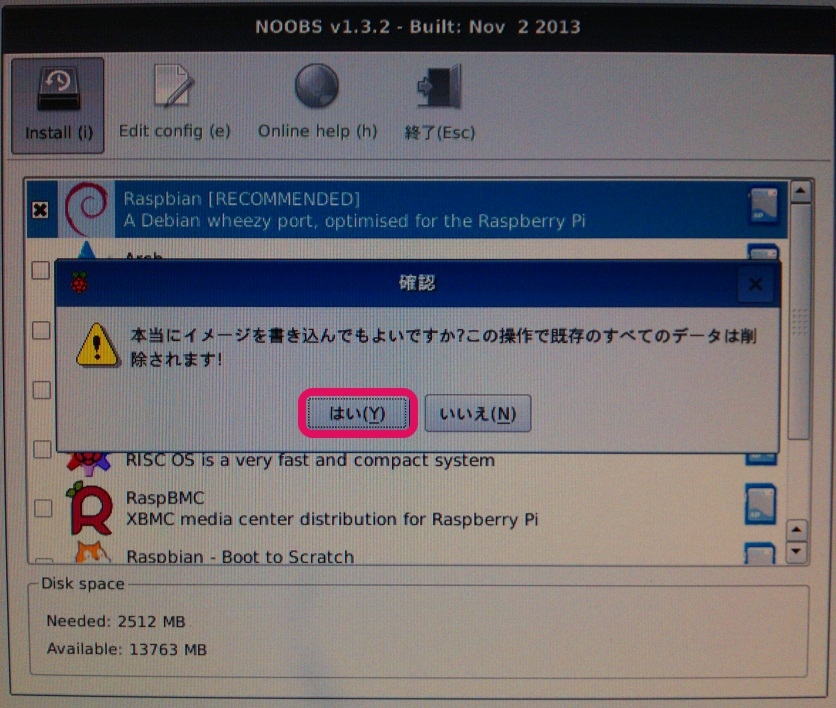 NOOBS v1.3.2 - Built: Nov 2 2013
Install (i)
Edit config (e)
Online help (h)
終了(Esc)
Raspbian [RECOMMENDED]
A Debian wheezy port, optimised for the Raspberry Pi
Arch
確認
本当にイメージを書き込んでもよいですか?この操作で既存のすべてのデータは削
除されます!
はい(Y)
いいえ(N)
RISC OS is a very fast and compact system
RaspBMC
XBMC media center distribution for Raspberry Pi
Raspbian - Boot to Scratch
Disk space
Needed: 2512 MB
Available: 13763 MB